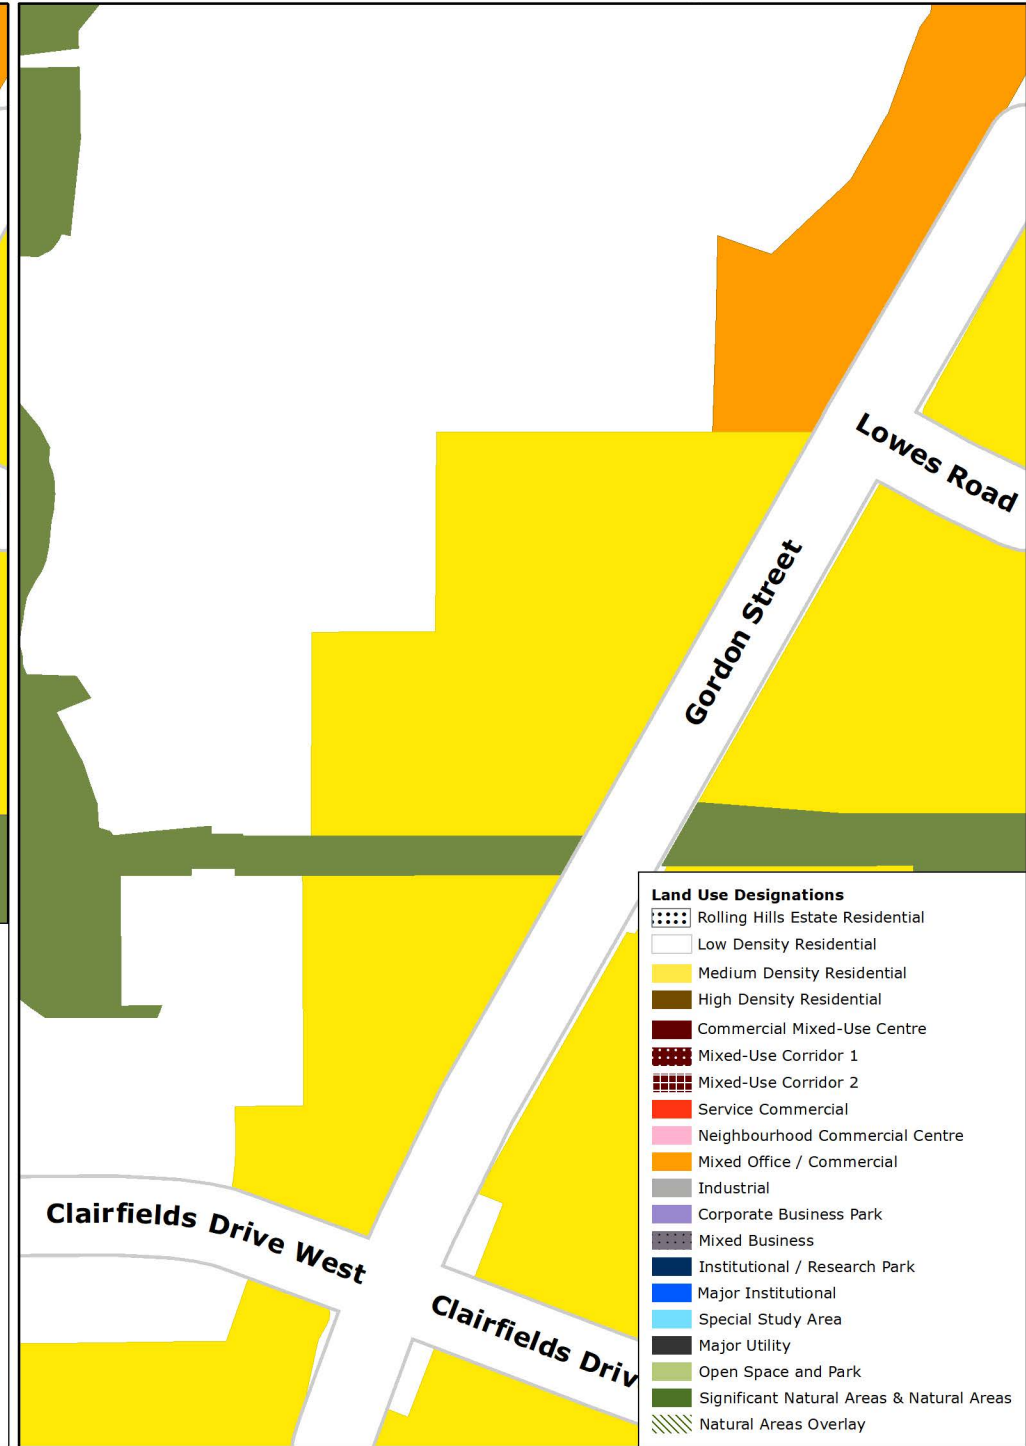 Lowes Road
Gordon Street
Clairfields Drive West
Clairfields Driv
Land Use Designations
Rolling Hills Estate Residential
Low Density Residential
Medium Density Residential
High Density Residential
Commercial Mixed-Use Centre
Mixed-Use Corridor 1
Mixed-Use Corridor 2
Service Commercial
Neighbourhood Commercial Centre
Mixed Office / Commercial
Industrial
Corporate Business Park
Mixed Business
Institutional / Research Park
Major Institutional
Special Study Area
Major Utility
Open Space and Park
Significant Natural Areas & Natural Areas
Natural Areas Overlay